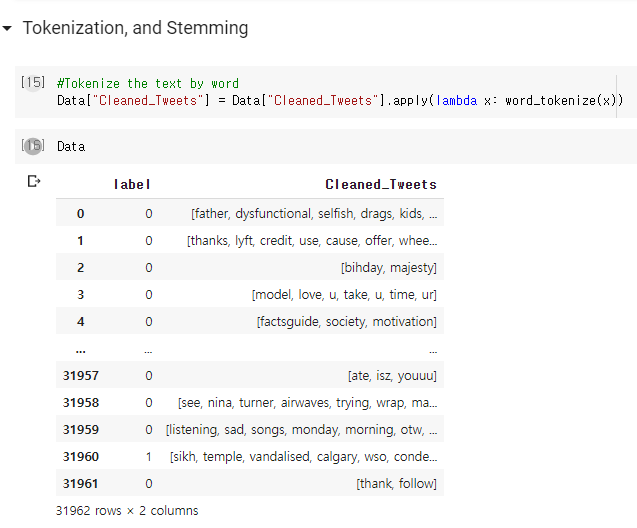 Tokenization, and Stemming
[15] #Tokenize the text by word
Data["Cleaned_Tweets"] = Data["Cleaned_Tweets"].apply(lambda x: word_tokenize(x))
[16] Data
label Cleaned_Tweets
0 0 [father, dysfunctional, selfish, drags, kids, ...
1 0 [thanks, lyft, credit, use, cause, offer, whee...
2 0 [bihday, majesty]
3 0 [model, love, u, take, u, time, ur]
4 0 [factsguide, society, motivation]
... ... ...
31957 0 [ate, isz, youuu]
31958 0 [see, nina, turner, airwaves, trying, wrap, ma...
31959 0 [listening, sad, songs, monday, morning, otw, ...
31960 1 [sikh, temple, vandalised, calgary, wso, conde...
31961 0 [thank, follow]
31962 rows × 2 columns